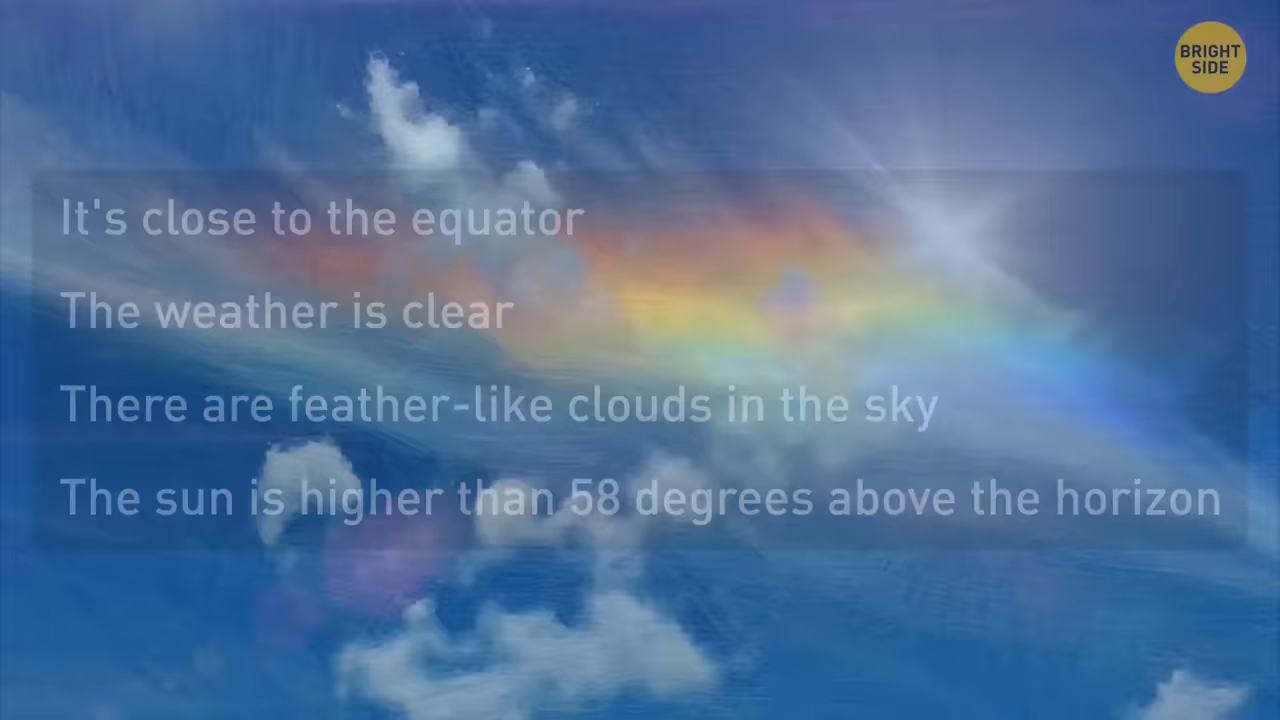 BRIGHT
SIDE
It's close to the equator
The weather is clear
There are feather-like clouds in the sky
The sun is higher than 58 degrees above the horizon